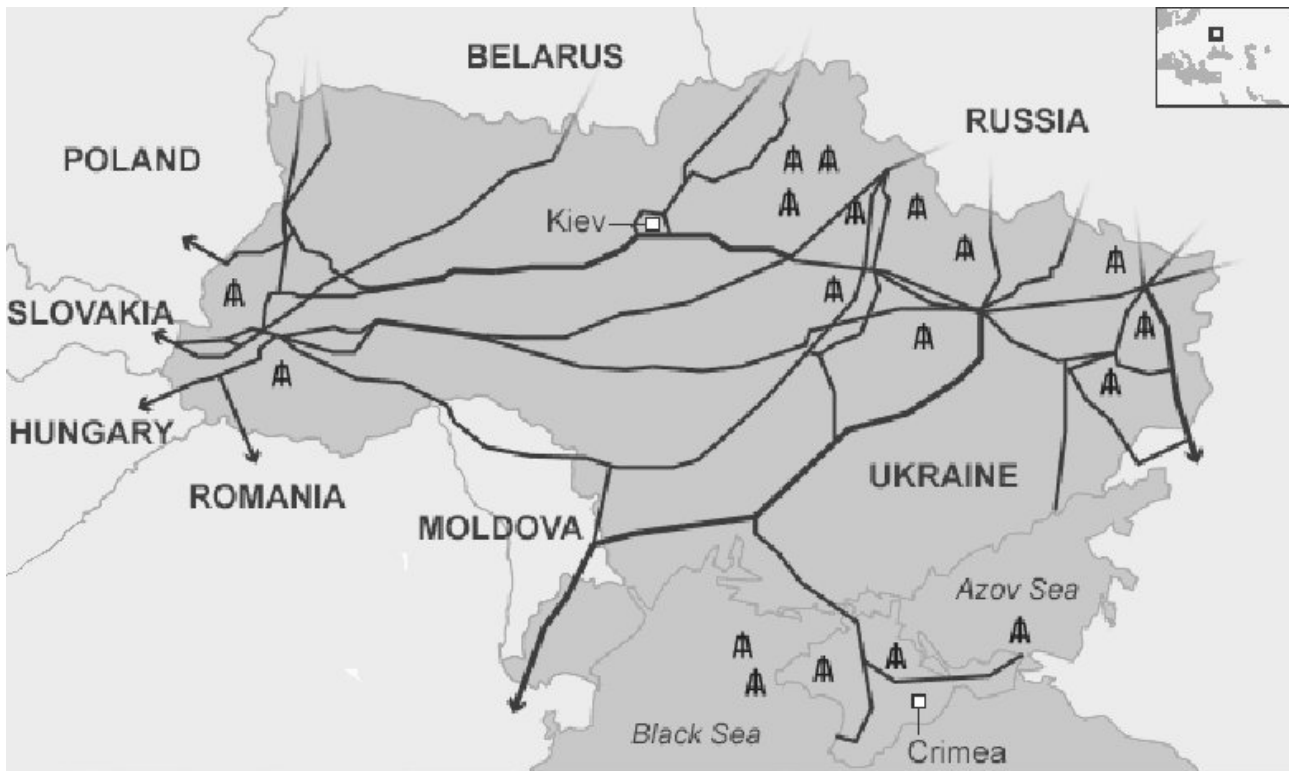 BELARUS
RUSSIA
POLAND
Kiev
SLOVAKIA
HUNGARY
ROMANIA
UKRAINE
MOLDOVA
Azov Sea
Black Sea
Crimea